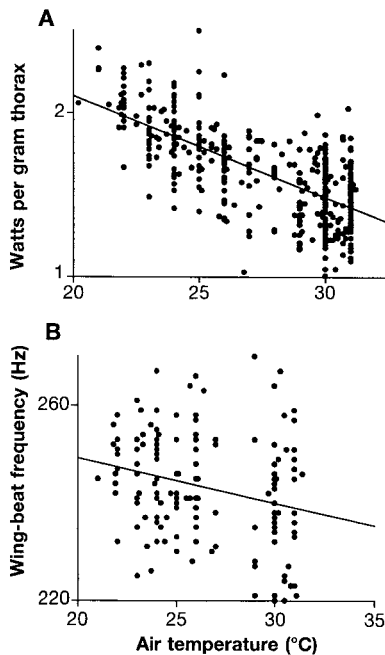 A
Watts per gram thorax
2
1
20 25 30
B
Wing-beat frequency (Hz)
260
220
20 25 30 35
Air temperature (°C)